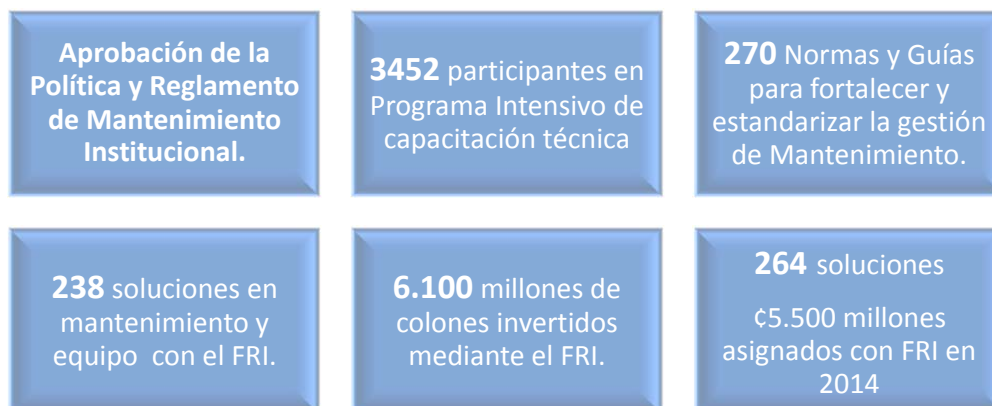 Aprobación de la
Política y Reglamento
de Mantenimiento
Institucional.
3452 participantes en
Programa Intensivo de
capacitación técnica
270 Normas y Guías
para fortalecer y
estandarizar la gestión
de Mantenimiento.
238 soluciones en
mantenimiento y
equipo con el FRI.
6.100 millones de
colones invertidos
mediante el FRI.
264 soluciones
¢5.500 millones
asignados con FRI en
2014